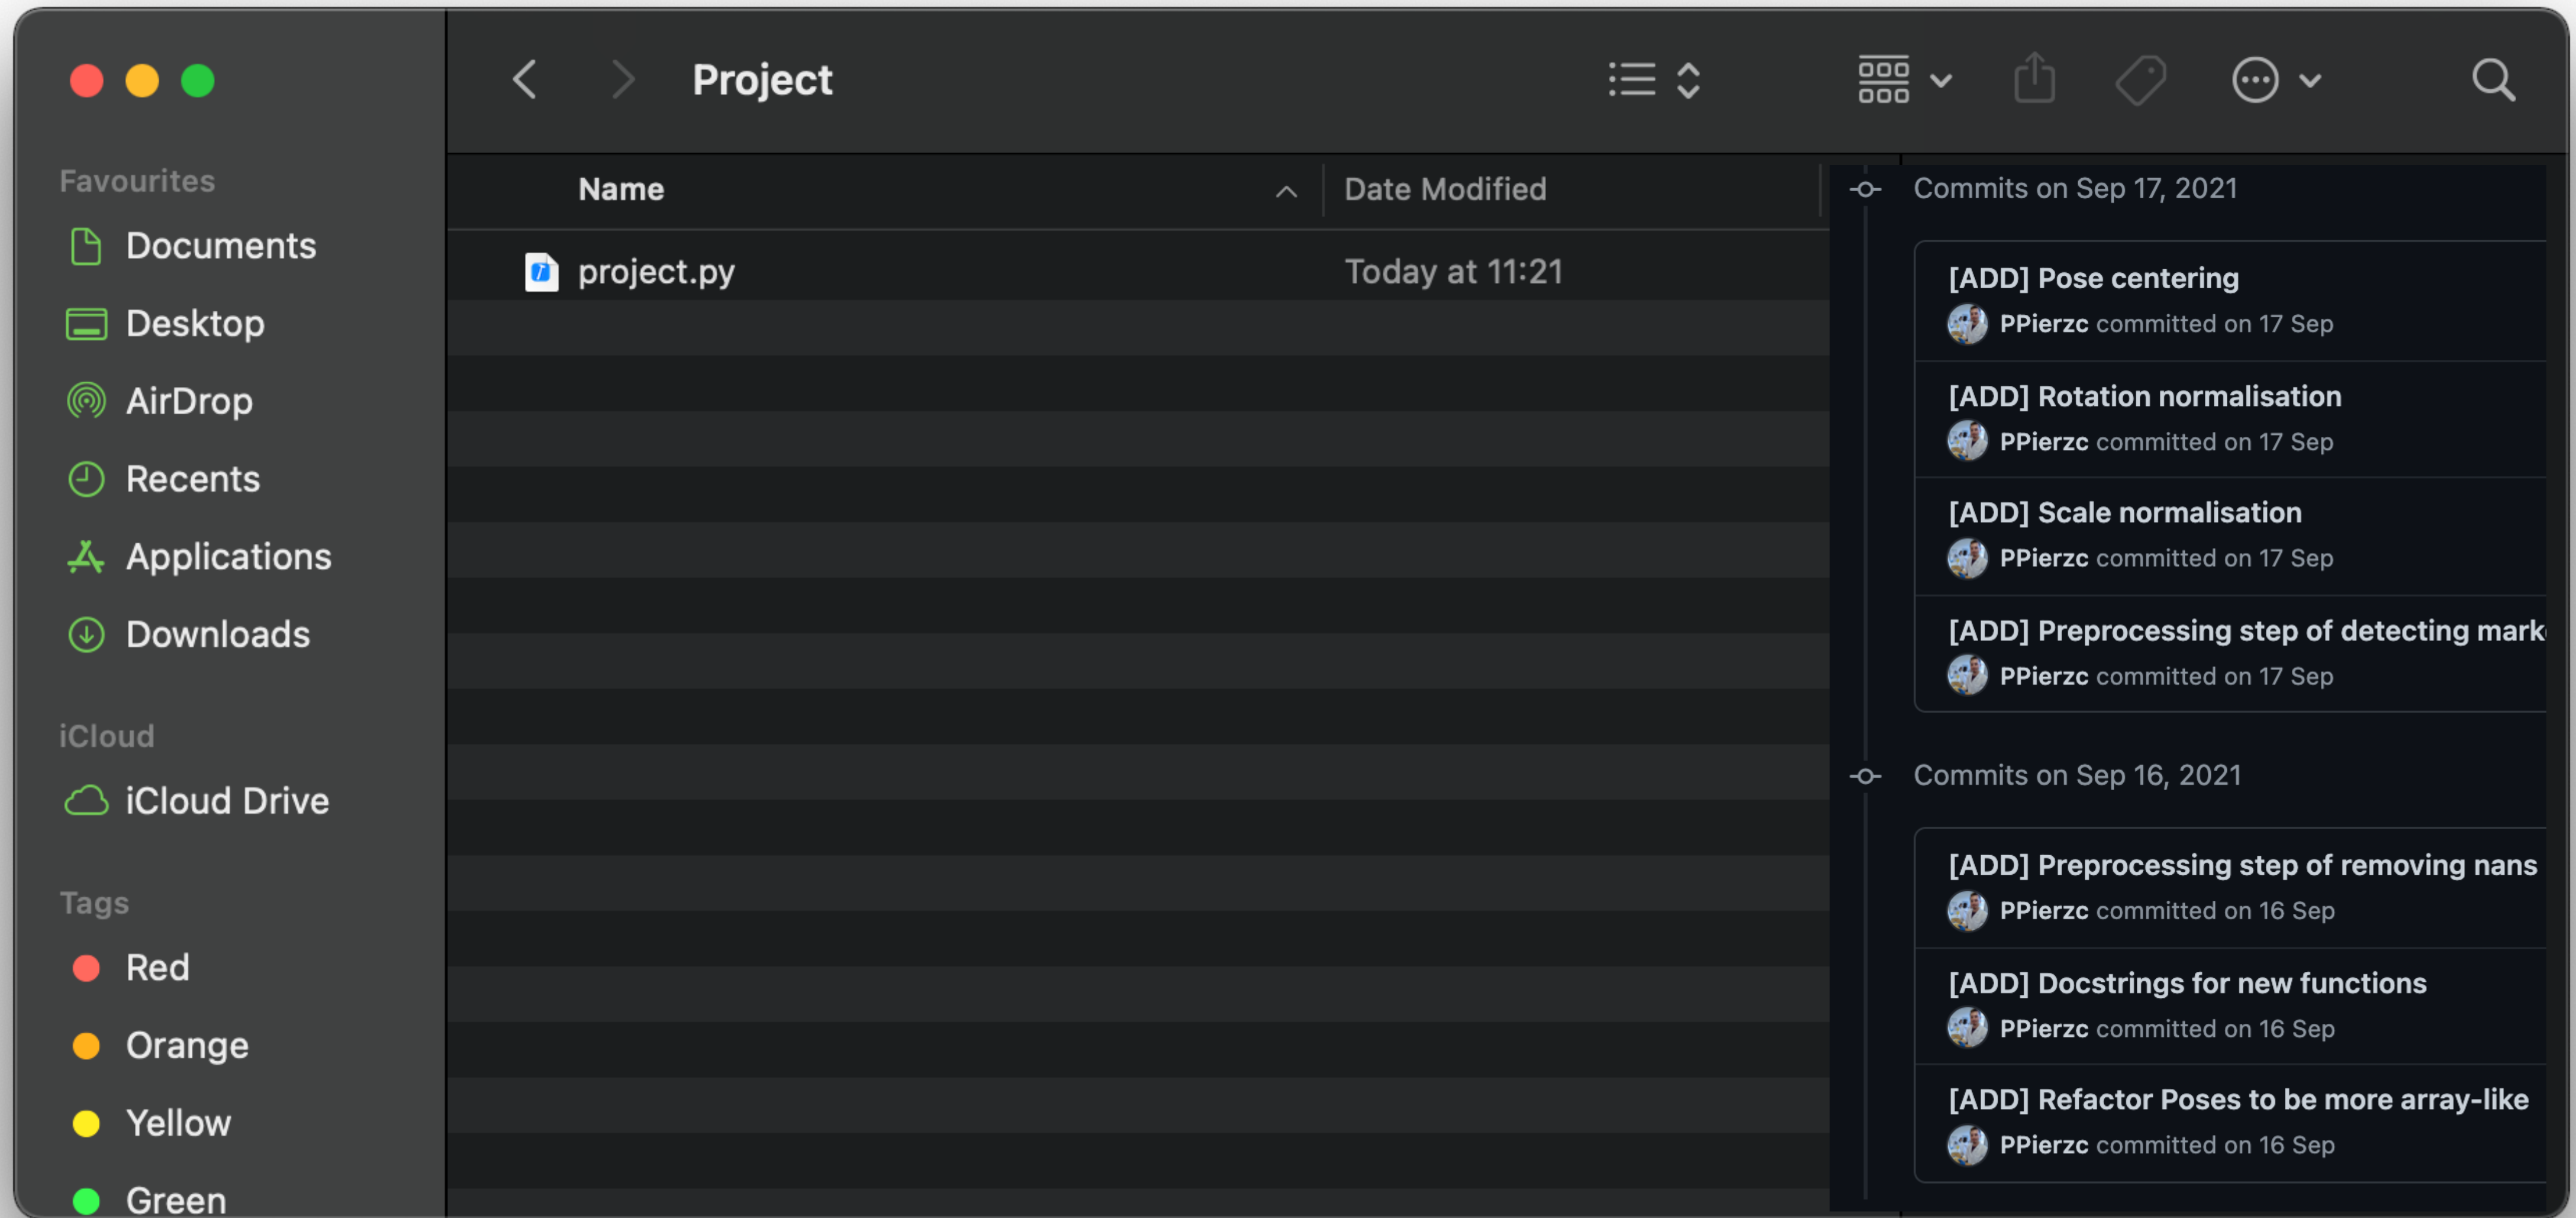 Project
Favourites
Documents
Desktop
AirDrop
Recents
Applications
Downloads
iCloud
iCloud Drive
Tags
Red
Orange
Yellow
Green
Name
Date Modified
project.py
Today at 11:21
Commits on Sep 17, 2021
[ADD] Pose centering
PPierzc committed on 17 Sep
[ADD] Rotation normalisation
PPierzc committed on 17 Sep
[ADD] Scale normalisation
PPierzc committed on 17 Sep
[ADD] Preprocessing step of detecting mark
PPierzc committed on 17 Sep
Commits on Sep 16, 2021
[ADD] Preprocessing step of removing nans
PPierzc committed on 16 Sep
[ADD] Docstrings for new functions
PPierzc committed on 16 Sep
[ADD] Refactor Poses to be more array-like
PPierzc committed on 16 Sep